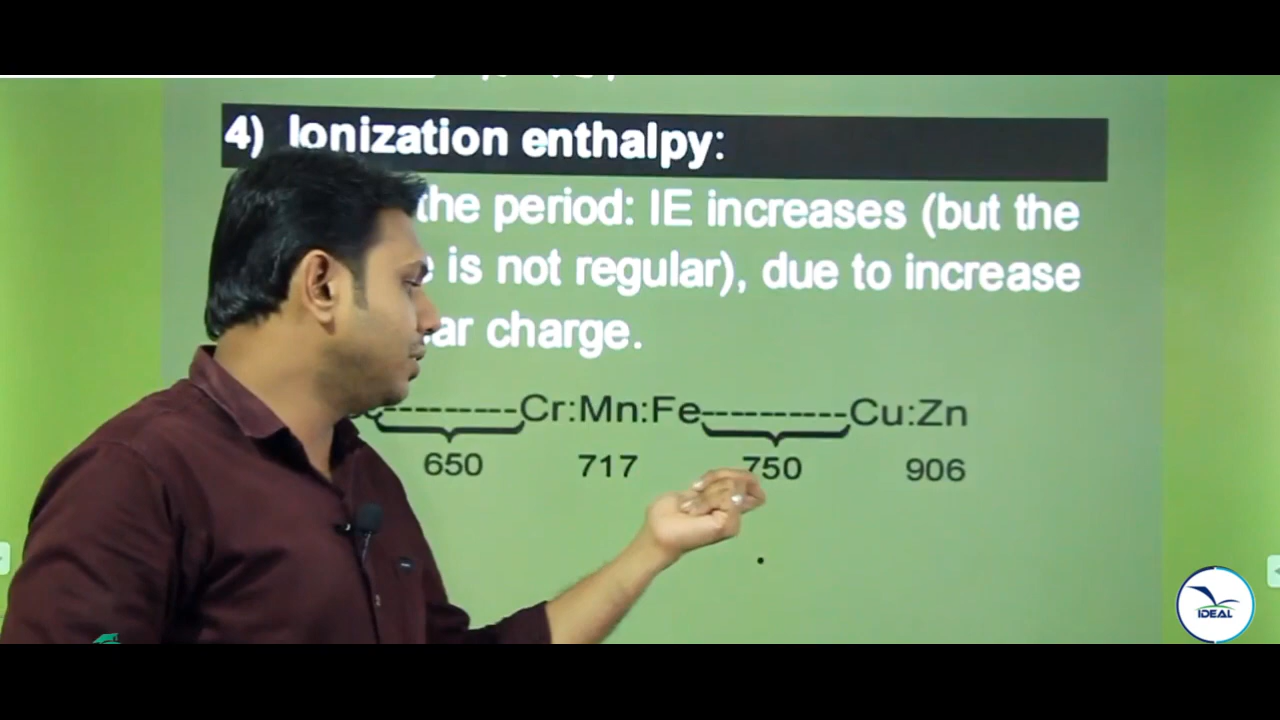 4) Ionization enthalpy:
the period: IE increases (but the
is not regular), due to increase
charge.
---------Cr:Mn:Fe----------Cu:Zn
650 717 750 906
IDEAL